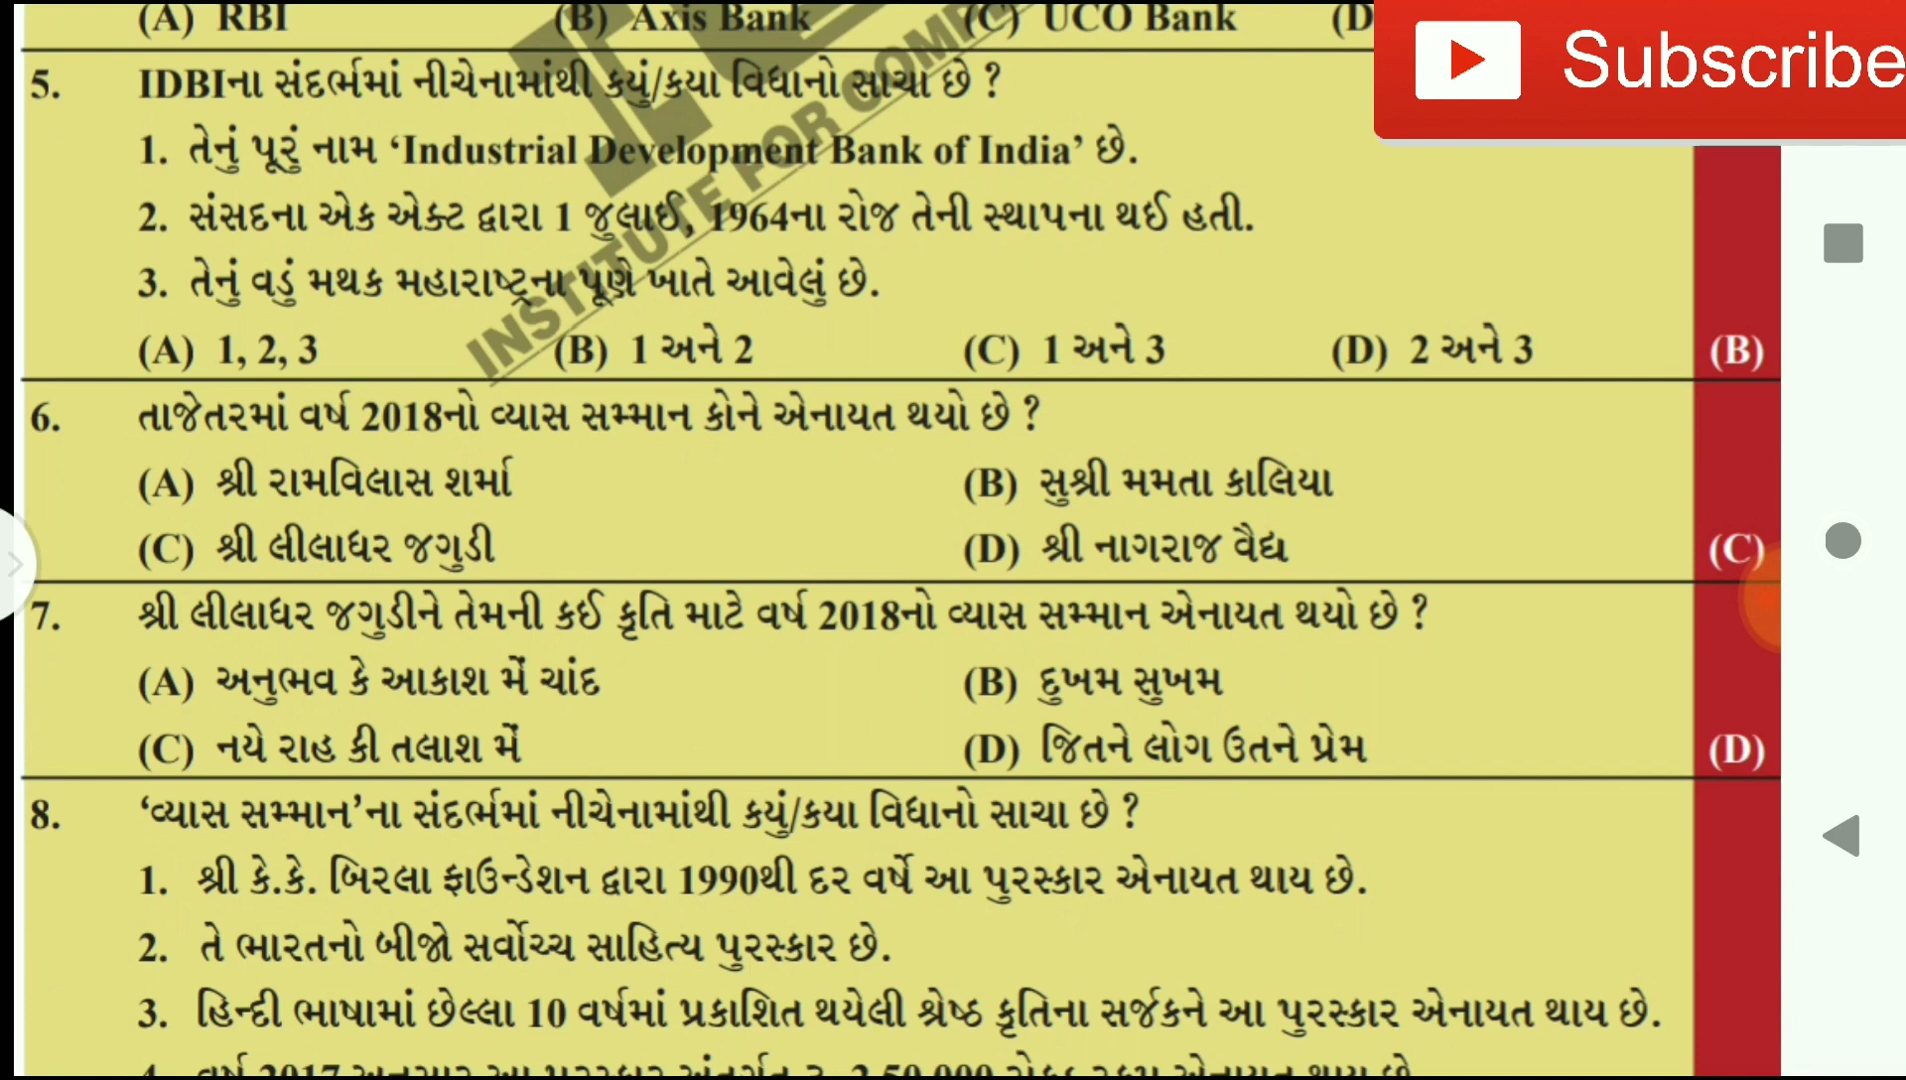 (A) RBI (B) Axis Bank (C) UCO Bank (D
Subscribe
5. IDBIના સંદર્ભમાં નીચેનામાંથી કયું/કયા વિધાનો સાચા છે ?
1. તેનું પૂરું નામ ‘Industrial Development Bank of India’ છે.
2. સંસદના એક એક્ટ દ્વારા 1 જુલાઈ, 1964ના રોજ તેની સ્થાપના થઈ હતી.
3. તેનું વડું મથક મહારાષ્ટ્રના પૂણે ખાતે આવેલું છે.
(A) 1, 2, 3 (B) 1 અને 2 (C) 1 અને 3 (D) 2 અને 3 (B)
INSTITUTE FOR COMP
6. તાજેતરમાં વર્ષ 2018નો વ્યાસ સમ્માન કોને એનાયત થયો છે ?
(A) શ્રી રામવિલાસ શર્મા (B) સુશ્રી મમતા કાલિયા
(C) શ્રી લીલાધર જગુડી (D) શ્રી નાગરાજ વૈદ્ય (C)
7. શ્રી લીલાધર જગુડીને તેમની કઈ કૃતિ માટે વર્ષ 2018નો વ્યાસ સમ્માન એનાયત થયો છે ?
(A) અનુભવ કે આકાશ મેં ચાંદ (B) દુખમ સુખમ
(C) નયે રાહ કી તલાશ મેં (D) જિતને લોગ ઉતને પ્રેમ (D)
8. ‘વ્યાસ સમ્માન’ના સંદર્ભમાં નીચેનામાંથી કયું/કયા વિધાનો સાચા છે ?
1. શ્રી કે.કે. બિરલા ફાઉન્ડેશન દ્વારા 1990થી દર વર્ષે આ પુરસ્કાર એનાયત થાય છે.
2. તે ભારતનો બીજો સર્વોચ્ચ સાહિત્ય પુરસ્કાર છે.
3. હિન્દી ભાષામાં છેલ્લા 10 વર્ષમાં પ્રકાશિત થયેલી શ્રેષ્ઠ કૃતિના સર્જકને આ પુરસ્કાર એનાયત થાય છે.